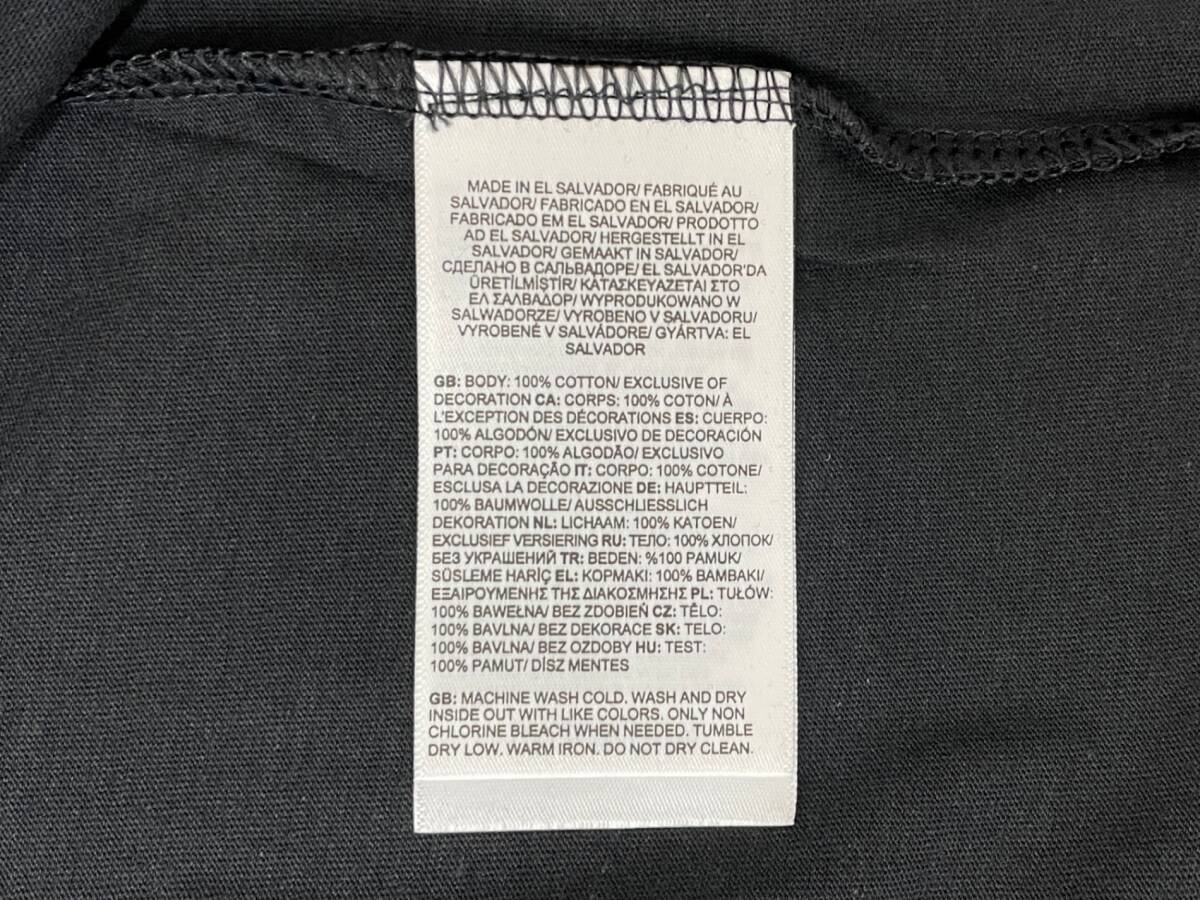 MADE IN EL SALVADOR/ FABRIQUÉ AU
SALVADOR/ FABRICADO EN EL SALVADOR/
FABRICADO EM EL SALVADOR/ PRODOTTO
AD EL SALVADOR/ HERGESTELLT IN EL
SALVADOR/ GEMAAKT IN SALVADOR/
СДЕЛАНО В САЛЬВАДОРЕ/ EL SALVADOR'DA
ÜRETİLMİŞTİR/ ΚΑΤΑΣΚΕΥΑΖΕΤΑΙ ΣΤΟ
ΕΛ ΣΑΛΒΑΔΟΡ/ WYPRODUKOWANO W
SALWADORZE/ VYROBENO V SALVADORU/
VYROBENÉ V SALVÁDORE/ GYÁRTVA: EL
SALVADOR
GB: BODY: 100% COTTON/ EXCLUSIVE OF
DECORATION CA: CORPS: 100% COTON/ À
L'EXCEPTION DES DÉCORATIONS ES: CUERPO:
100% ALGODÓN/ EXCLUSIVO DE DECORACIÓN
PT: CORPO: 100% ALGODÃO/ EXCLUSIVO
PARA DECORAÇÃO IT: CORPO: 100% COTONE/
ESCLUSA LA DECORAZIONE DE: HAUPTTEIL:
100% BAUMWOLLE/ AUSSCHLIESSLICH
DEKORATION NL: LICHAAM: 100% KATOEN/
EXCLUSIEF VERSIERING RU: ТЕЛО: 100% ХЛОПОК/
БЕЗ УКРАШЕНИЙ TR: BEDEN: %100 PAMUK/
SÜSLEME HARİÇ EL: ΚΟΡΜΑΚΙ: 100% ΒΑΜΒΑΚΙ/
ΕΞΑΙΡΟΥΜΕΝΗΣ ΤΗΣ ΔΙΑΚΟΣΜΗΣΗΣ PL: TUŁÓW:
100% BAWEŁNA/ BEZ ZDOBIEŃ CZ: TĚLO:
100% BAVLNA/ BEZ DEKORACE SK: TELO:
100% BAVLNA/ BEZ OZDOBY HU: TEST:
100% PAMUT/ DÍSZ MENTES
GB: MACHINE WASH COLD. WASH AND DRY
INSIDE OUT WITH LIKE COLORS. ONLY NON
CHLORINE BLEACH WHEN NEEDED. TUMBLE
DRY LOW. WARM IRON. DO NOT DRY CLEAN.